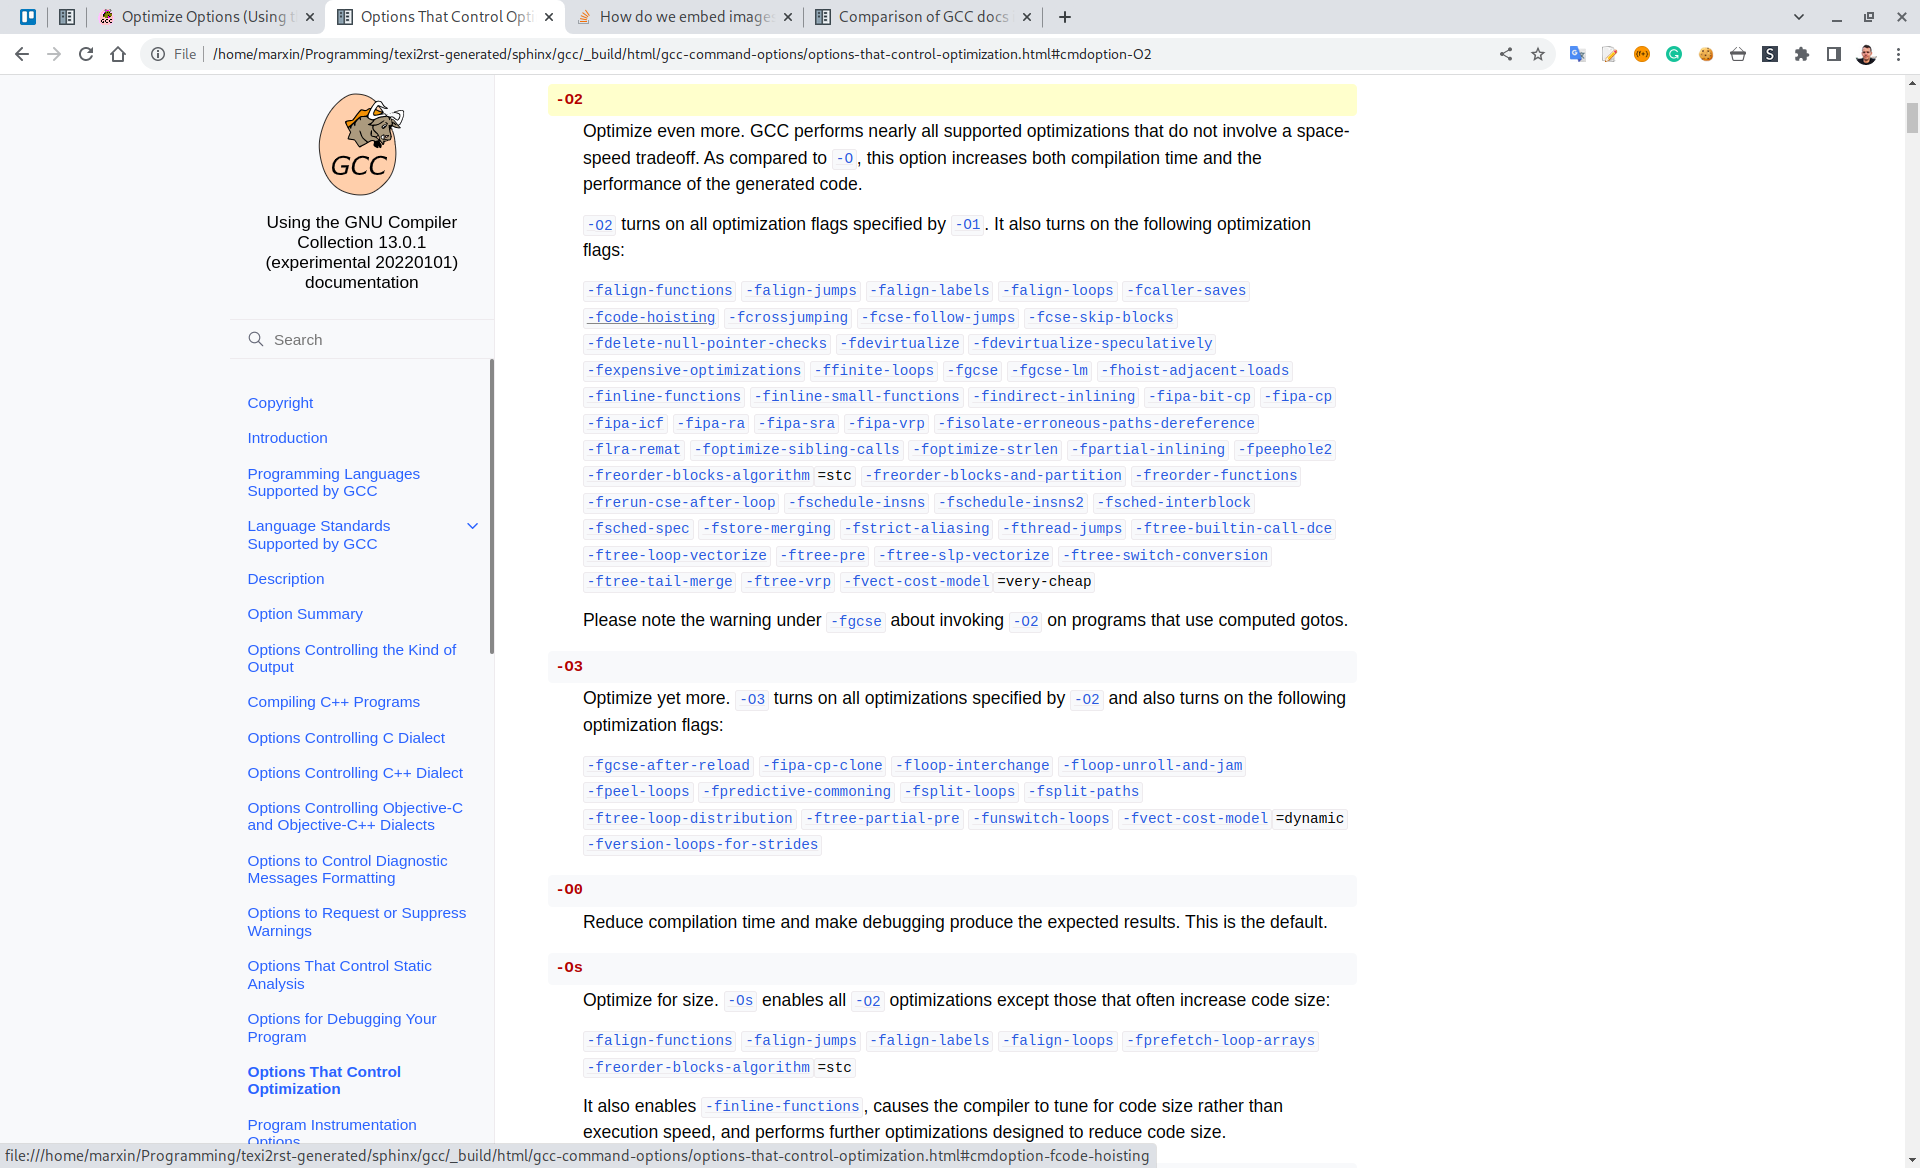 Optimize Options (Using t
Options That Control Opti
How do we embed images
Comparison of GCC docs
File
/home/marxin/Programming/texi2rst-generated/sphinx/gcc/_build/html/gcc-command-options/options-that-control-optimization.html#cmdoption-O2
GCC
Using the GNU Compiler
Collection 13.0.1
(experimental 20220101)
documentation
Search
Copyright
Introduction
Programming Languages
Supported by GCC
Language Standards
Supported by GCC
Description
Option Summary
Options Controlling the Kind of
Output
Compiling C++ Programs
Options Controlling C Dialect
Options Controlling C++ Dialect
Options Controlling Objective-C
and Objective-C++ Dialects
Options to Control Diagnostic
Messages Formatting
Options to Request or Suppress
Warnings
Options That Control Static
Analysis
Options for Debugging Your
Program
Options That Control
Optimization
Program Instrumentation
Options
-O2
Optimize even more. GCC performs nearly all supported optimizations that do not involve a space-
speed tradeoff. As compared to -O, this option increases both compilation time and the
performance of the generated code.
-O2 turns on all optimization flags specified by -O1. It also turns on the following optimization
flags:
-falign-functions -falign-jumps -falign-labels -falign-loops -fcaller-saves
-fcode-hoisting -fcrossjumping -fcse-follow-jumps -fcse-skip-blocks
-fdelete-null-pointer-checks -fdevirtualize -fdevirtualize-speculatively
-fexpensive-optimizations -ffinite-loops -fgcse -fgcse-lm -fhoist-adjacent-loads
-finline-functions -finline-small-functions -findirect-inlining -fipa-bit-cp -fipa-cp
-fipa-icf -fipa-ra -fipa-sra -fipa-vrp -fisolate-erroneous-paths-dereference
-flra-remat -foptimize-sibling-calls -foptimize-strlen -fpartial-inlining -fpeephole2
-freorder-blocks-algorithm=stc -freorder-blocks-and-partition -freorder-functions
-frerun-cse-after-loop -fschedule-insns -fschedule-insns2 -fsched-interblock
-fsched-spec -fstore-merging -fstrict-aliasing -fthread-jumps -ftree-builtin-call-dce
-ftree-loop-vectorize -ftree-pre -ftree-slp-vectorize -ftree-switch-conversion
-ftree-tail-merge -ftree-vrp -fvect-cost-model=very-cheap
Please note the warning under -fgcse about invoking -O2 on programs that use computed gotos.
-O3
Optimize yet more. -O3 turns on all optimizations specified by -O2 and also turns on the following
optimization flags:
-fgcse-after-reload -fipa-cp-clone -floop-interchange -floop-unroll-and-jam
-fpeel-loops -fpredictive-commoning -fsplit-loops -fsplit-paths
-ftree-loop-distribution -ftree-partial-pre -funswitch-loops -fvect-cost-model=dynamic
-fversion-loops-for-strides
-O0
Reduce compilation time and make debugging produce the expected results. This is the default.
-Os
Optimize for size. -Os enables all -O2 optimizations except those that often increase code size:
-falign-functions -falign-jumps -falign-labels -falign-loops -fprefetch-loop-arrays
-freorder-blocks-algorithm=stc
It also enables -finline-functions, causes the compiler to tune for code size rather than
execution speed, and performs further optimizations designed to reduce code size.
file:///home/marxin/Programming/texi2rst-generated/sphinx/gcc/_build/html/gcc-command-options/options-that-control-optimization.html#cmdoption-fcode-hoisting